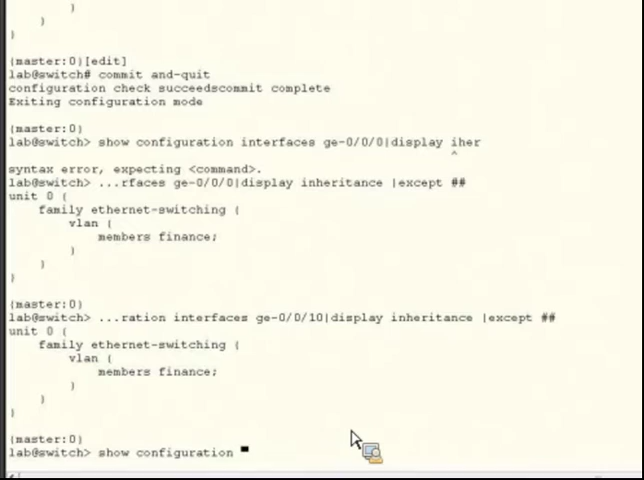 }
}
}
{master:0}[edit]
lab@switch# commit and-quit
configuration check succeedscommit complete
Exiting configuration mode
{master:0}
lab@switch> show configuration interfaces ge-0/0/0|display iher
^
syntax error, expecting <command>.
lab@switch> ...rfaces ge-0/0/0|display inheritance |except ##
unit 0 {
family ethernet-switching {
vlan {
members finance;
}
}
}
{master:0}
lab@switch> ...ration interfaces ge-0/0/10|display inheritance |except ##
unit 0 {
family ethernet-switching {
vlan {
members finance;
}
}
}
{master:0}
lab@switch> show configuration